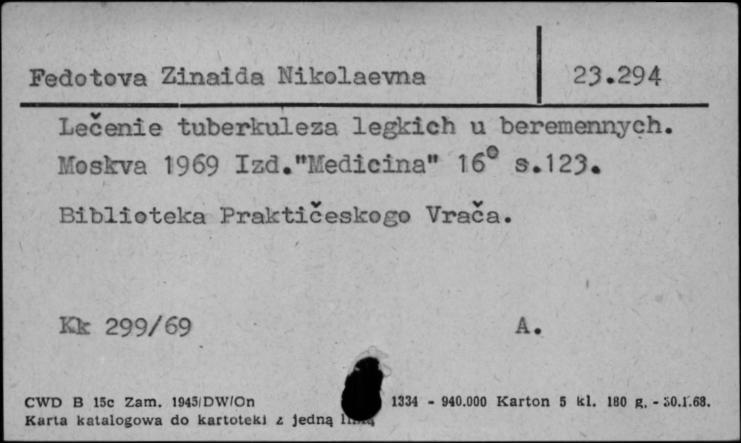 Fedotova Zinaida Nikolaevna 23.294
Lečenie tuberkuleza legkich u beremennych.
Moskva 1969 Izd."Medicina" 16° s.123.
Biblioteka Praktičeskogo Vrača.
Kk 299/69 A.
CWD B 15c Zam. 1945/DW/On 1334 - 940.000 Karton 5 kl. 180 g. - 30.I.68.
Karta katalogowa do kartoteki z jedną